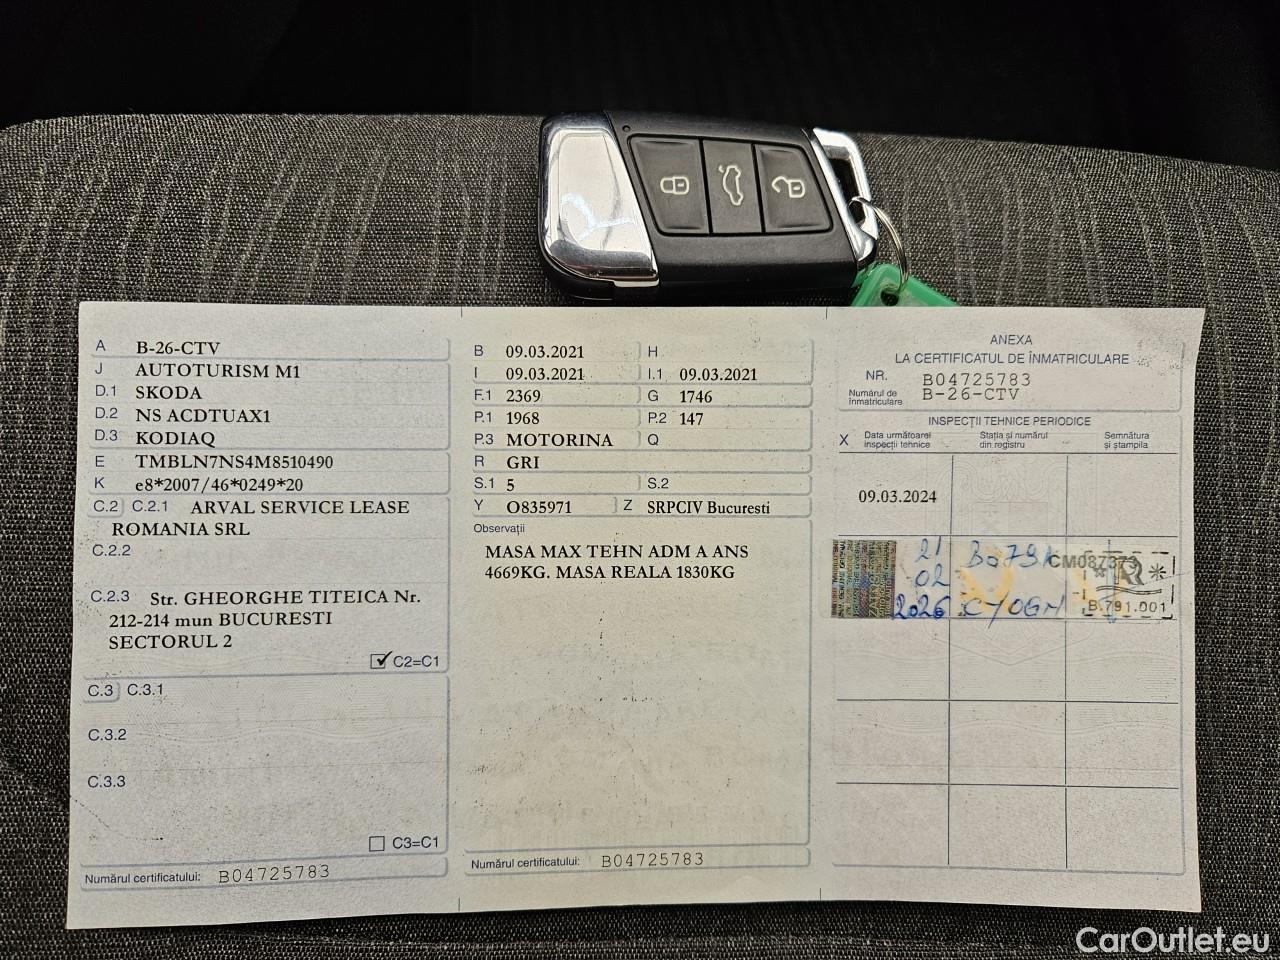 A B-26-CTV
J AUTOTURISM M1
D.1 SKODA
D.2 NS ACDTUAX1
D.3 KODIAQ
E TMBLN7NS4M8510490
K e8*2007/46*0249*20
C.2 C.2.1 ARVAL SERVICE LEASE
ROMANIA SRL
C.2.2
C.2.3 Str. GHEORGHE TITEICA Nr.
212-214 mun BUCURESTI
SECTORUL 2
C2=C1
C.3 C.3.1
C.3.2
C.3.3
C3=C1
Numărul certificatului: B04725783
B 09.03.2021 H
I 09.03.2021 I.1 09.03.2021
F.1 2369 G 1746
P.1 1968 P.2 147
P.3 MOTORINA Q
R GRI
S.1 5 S.2
Y O835971 Z SRPCIV Bucuresti
Observații
MASA MAX TEHN ADM A ANS
4669KG. MASA REALA 1830KG
Numărul certificatului: B04725783
ANEXA
LA CERTIFICATUL DE ÎNMATRICULARE
NR. B04725783
Numărul de înmatriculare B-26-CTV
INSPECȚII TEHNICE PERIODICE
X Data următoarei inspecții tehnice Stația și numărul din registru Semnătura și ștampila
09.03.2024
21
02
2026
CM087373
R
B.791.001
CarOutlet.eu